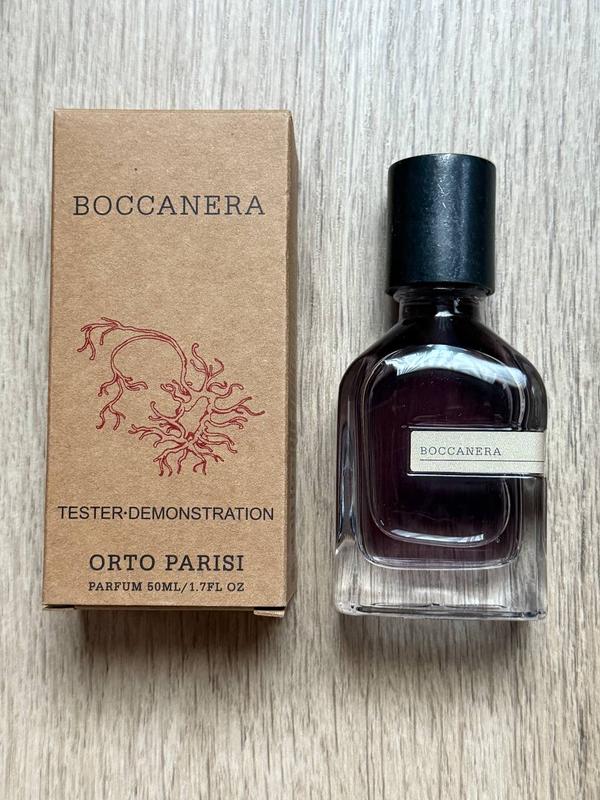 BOCCANERA
TESTER·DEMONSTRATION
ORTO PARISI
PARFUM 50ML/1.7FL OZ
BOCCANERA